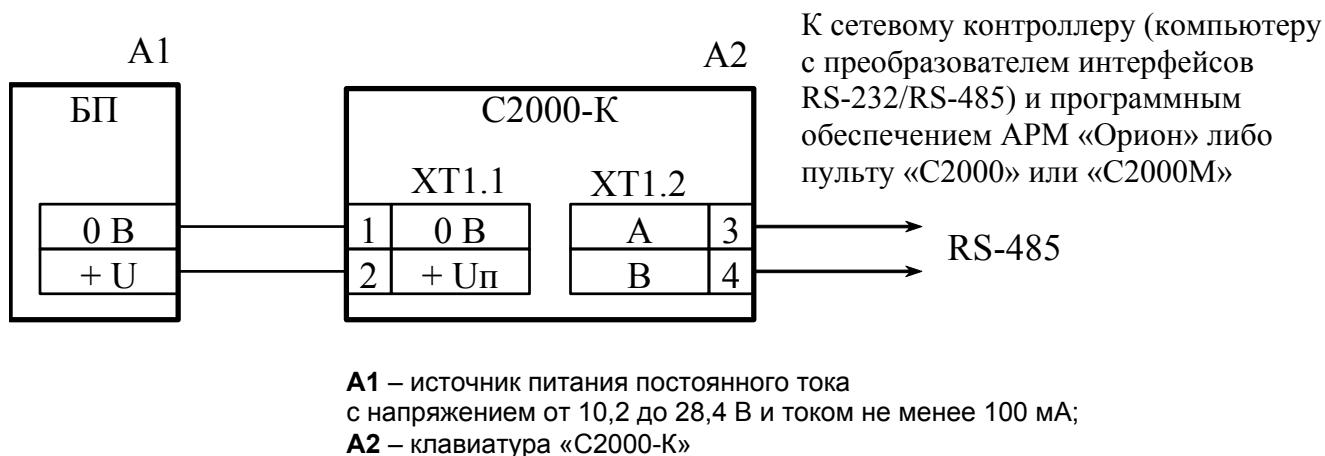 А1
А2
К сетевому контроллеру (компьютеру
с преобразователем интерфейсов
RS-232/RS-485) и программным
обеспечением АРМ «Орион» либо
пульту «С2000» или «С2000М»
БП
С2000-К
XT1.1
XT1.2
0 В
1
0 В
А
3
+ U
2
+ Uп
В
4
RS-485
А1 – источник питания постоянного тока
с напряжением от 10,2 до 28,4 В и током не менее 100 мА;
А2 – клавиатура «С2000-К»